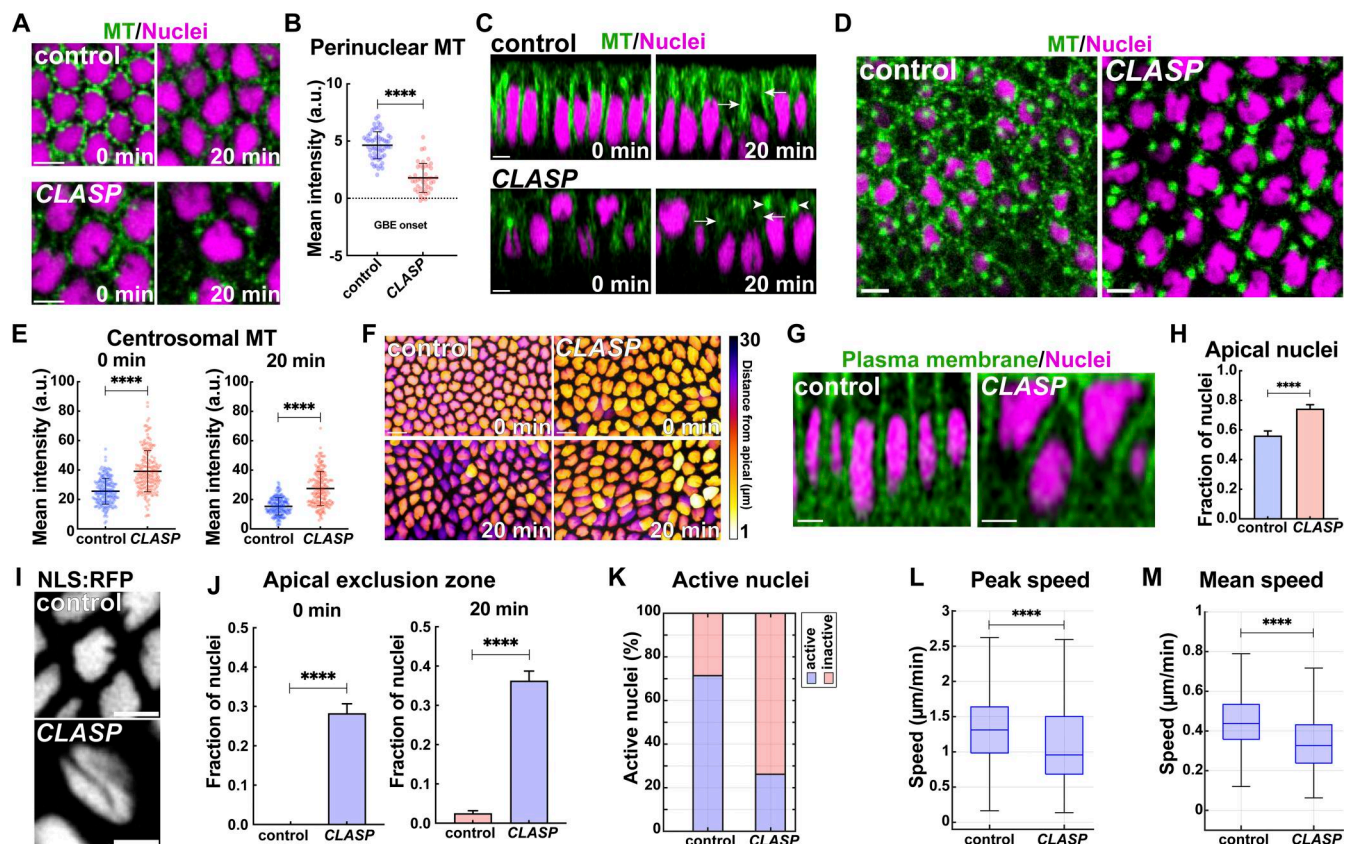 A
MT/Nuclei
control
0 min
20 min
CLASP
0 min
20 min
B
Perinuclear MT
****
Mean intensity (a.u.)
10
5
0
-5
GBE onset
control
CLASP
C
control
MT/Nuclei
0 min
20 min
CLASP
0 min
20 min
D
MT/Nuclei
control
CLASP
E
Centrosomal MT
0 min
****
Mean intensity (a.u.)
100
80
60
40
20
0
control CLASP
20 min
****
Mean intensity (a.u.)
100
80
60
40
20
0
control CLASP
F
control
CLASP
0 min
0 min
20 min
20 min
30
Distance from apical (µm)
1
G
Plasma membrane/Nuclei
control
CLASP
H
Apical nuclei
****
Fraction of nuclei
1.0
0.8
0.6
0.4
0.2
0.0
control
CLASP
I
NLS:RFP
control
CLASP
J
Apical exclusion zone
0 min
****
Fraction of nuclei
0.5
0.4
0.3
0.2
0.1
0.0
control
CLASP
20 min
****
Fraction of nuclei
0.5
0.4
0.3
0.2
0.1
0.0
control
CLASP
K
Active nuclei
Active nuclei (%)
100
80
60
40
20
0
control
CLASP
active
inactive
L
Peak speed
****
Speed (µm/min)
3
2.5
2
1.5
1
0.5
0
control
CLASP
M
Mean speed
****
Speed (µm/min)
1
0.8
0.6
0.4
0.2
0
control
CLASP